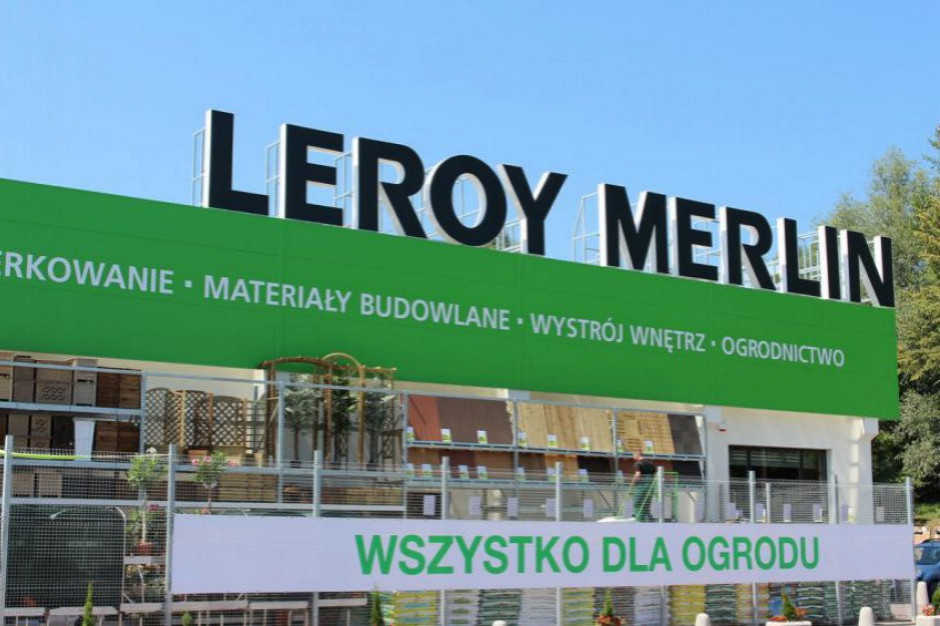 LEROY MERLIN
ERKOWANIE · MATERIAŁY BUDOWLANE · WYSTRÓJ WNĘTRZ · OGRODNICTWO
WSZYSTKO DLA OGRODU